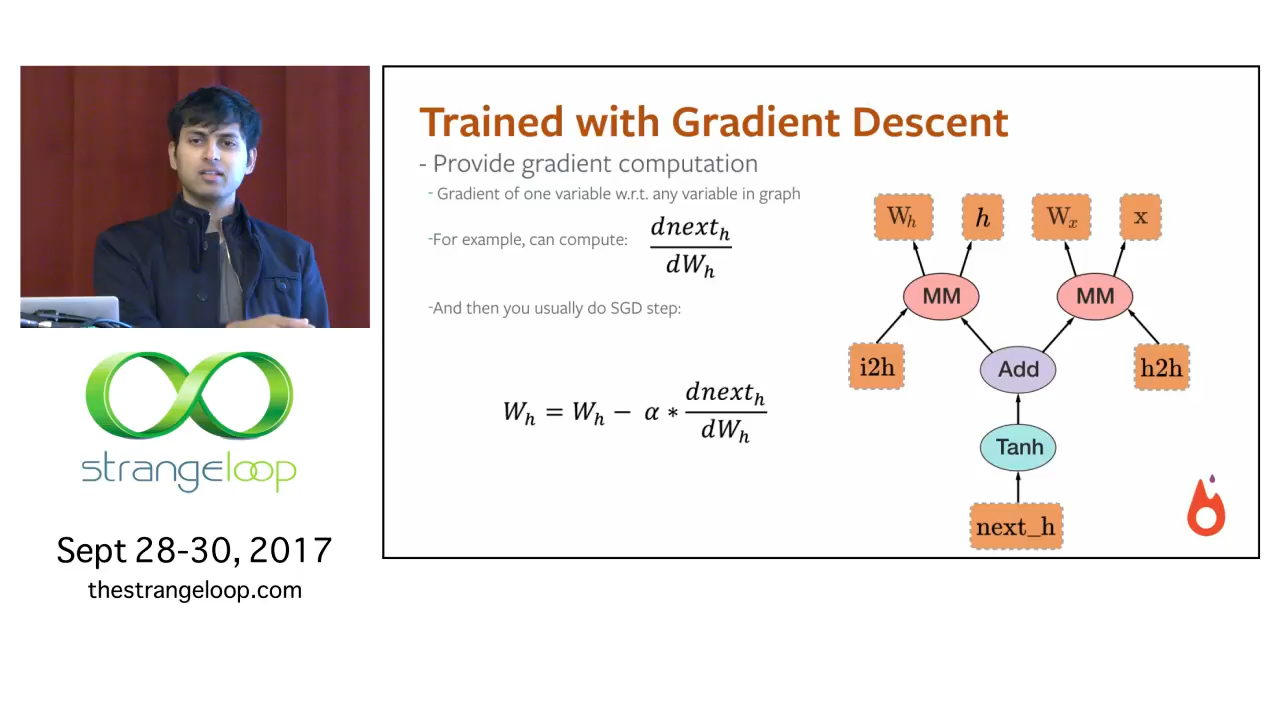 Trained with Gradient Descent
- Provide gradient computation
- Gradient of one variable w.r.t. any variable in graph
-For example, can compute: dnext_h / dW_h
-And then you usually do SGD step:
W_h = W_h − α * dnext_h / dW_h
W_h h W_x x
MM MM
i2h Add h2h
Tanh
next_h
strangeloop
Sept 28-30, 2017
thestrangeloop.com